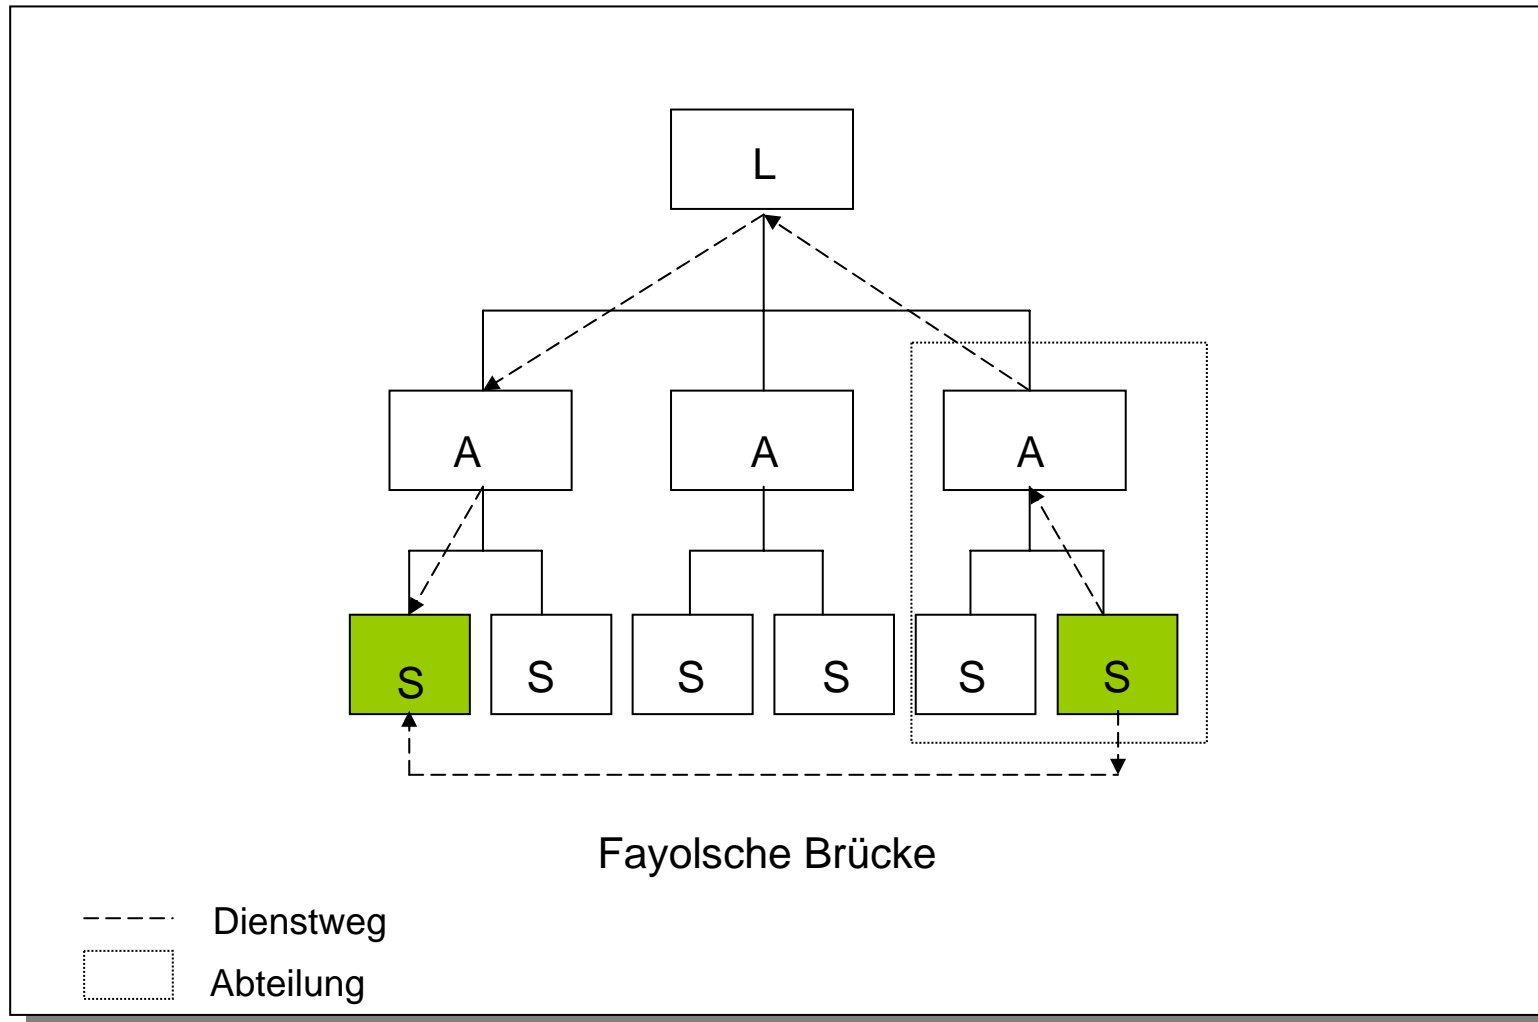 L
A A A
S S S S S S
Fayolsche Brücke
Dienstweg
Abteilung